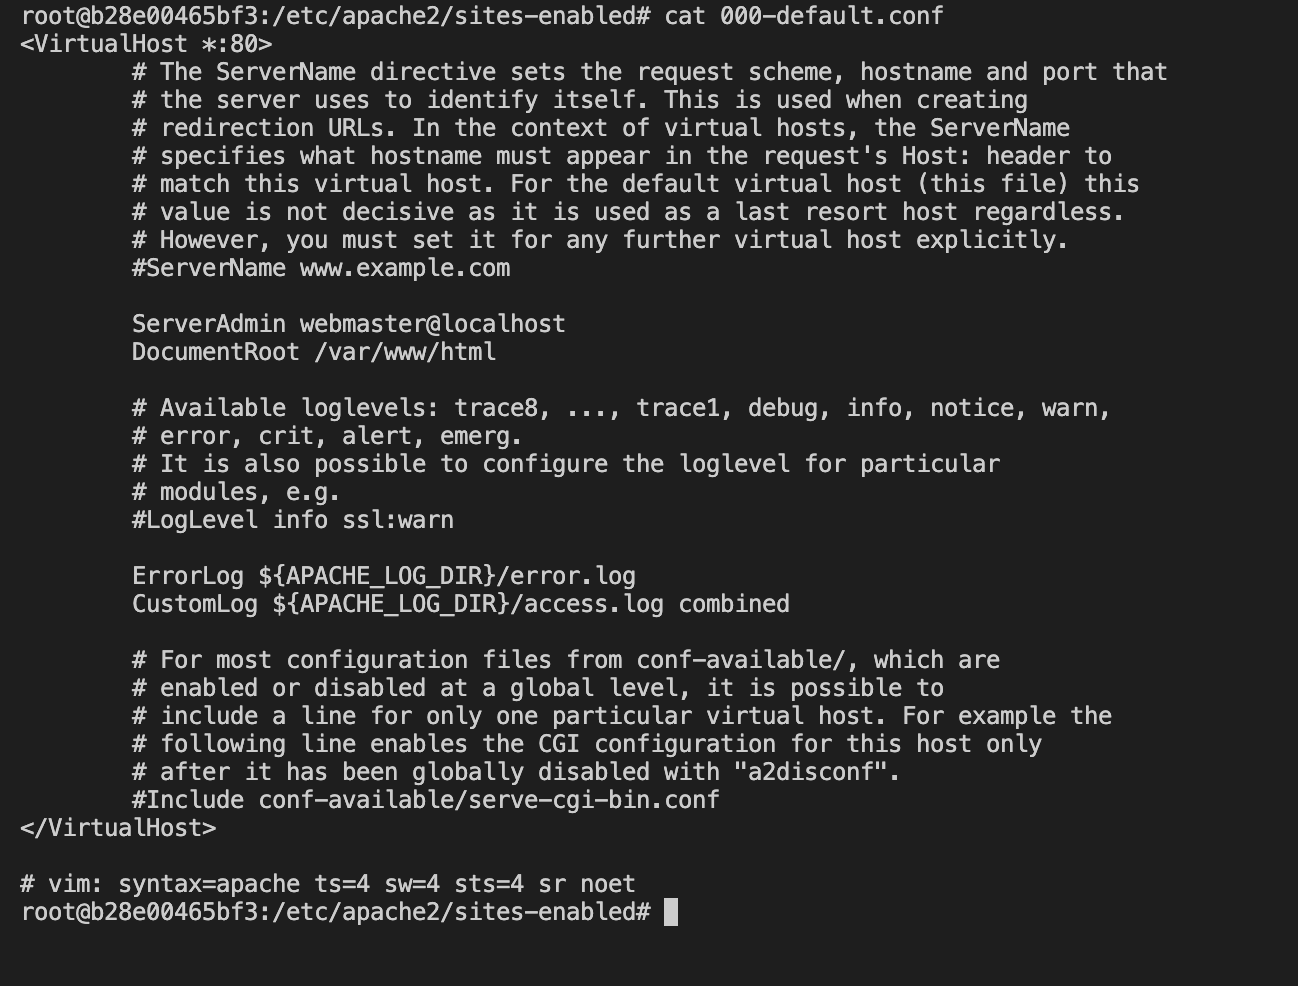 root@b28e00465bf3:/etc/apache2/sites-enabled# cat 000-default.conf
<VirtualHost *:80>
        # The ServerName directive sets the request scheme, hostname and port that
        # the server uses to identify itself. This is used when creating
        # redirection URLs. In the context of virtual hosts, the ServerName
        # specifies what hostname must appear in the request's Host: header to
        # match this virtual host. For the default virtual host (this file) this
        # value is not decisive as it is used as a last resort host regardless.
        # However, you must set it for any further virtual host explicitly.
        #ServerName www.example.com

        ServerAdmin webmaster@localhost
        DocumentRoot /var/www/html

        # Available loglevels: trace8, ..., trace1, debug, info, notice, warn,
        # error, crit, alert, emerg.
        # It is also possible to configure the loglevel for particular
        # modules, e.g.
        #LogLevel info ssl:warn

        ErrorLog ${APACHE_LOG_DIR}/error.log
        CustomLog ${APACHE_LOG_DIR}/access.log combined

        # For most configuration files from conf-available/, which are
        # enabled or disabled at a global level, it is possible to
        # include a line for only one particular virtual host. For example the
        # following line enables the CGI configuration for this host only
        # after it has been globally disabled with "a2disconf".
        #Include conf-available/serve-cgi-bin.conf
</VirtualHost>

# vim: syntax=apache ts=4 sw=4 sts=4 sr noet
root@b28e00465bf3:/etc/apache2/sites-enabled#